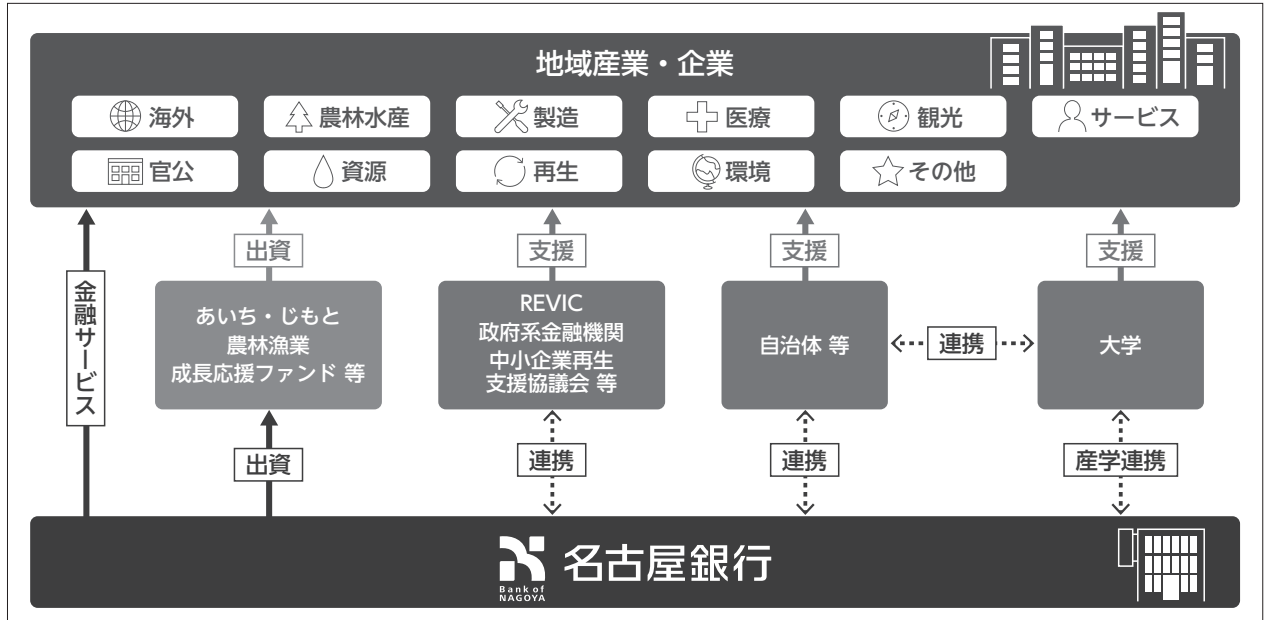 地域産業・企業
海外
農林水産
製造
医療
観光
サービス
官公
資源
再生
環境
その他
金融サービス
出資
支援
支援
支援
あいち・じもと
農林漁業
成長応援ファンド 等
REVIC
政府系金融機関
中小企業再生
支援協議会 等
自治体 等
連携
大学
出資
連携
連携
産学連携
Bank of
NAGOYA
名古屋銀行